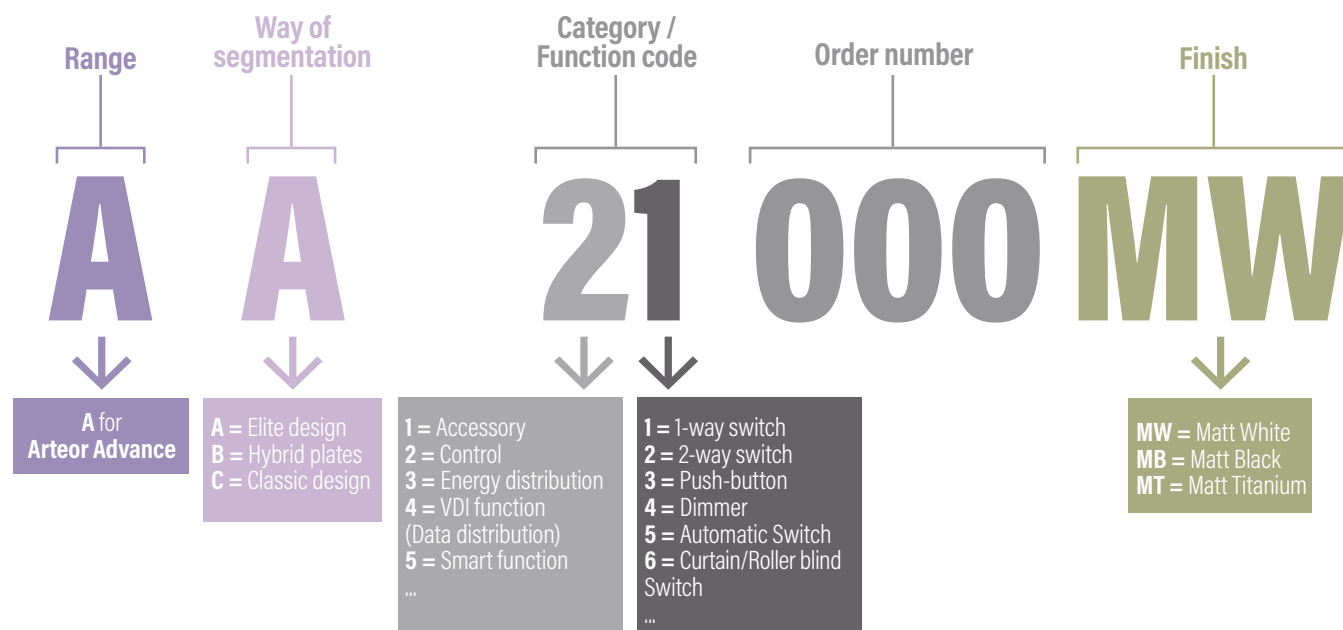 Range
Way of
segmentation
Category /
Function code
Order number
Finish
A
A
21
000
MW
A for
Arteor Advance
A = Elite design
B = Hybrid plates
C = Classic design
1 = Accessory
2 = Control
3 = Energy distribution
4 = VDI function
(Data distribution)
5 = Smart function
...
1 = 1-way switch
2 = 2-way switch
3 = Push-button
4 = Dimmer
5 = Automatic Switch
6 = Curtain/Roller blind
Switch
...
MW = Matt White
MB = Matt Black
MT = Matt Titanium